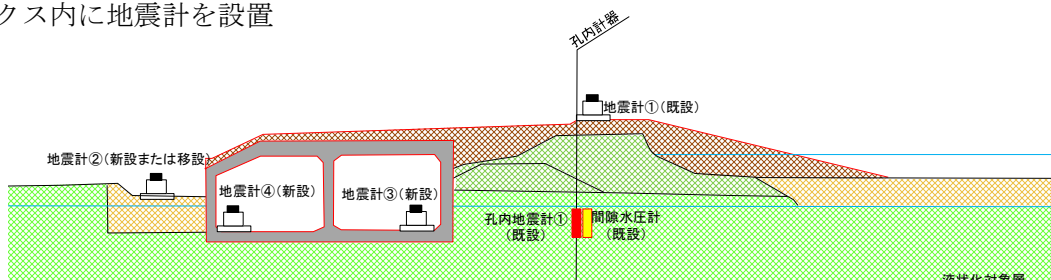 クス内に地震計を設置
孔内計器
地震計①(既設)
地震計②(新設または移設)
地震計④(新設)
地震計③(新設)
孔内地震計①
(既設)
間隙水圧計
(既設)
液状化対象層